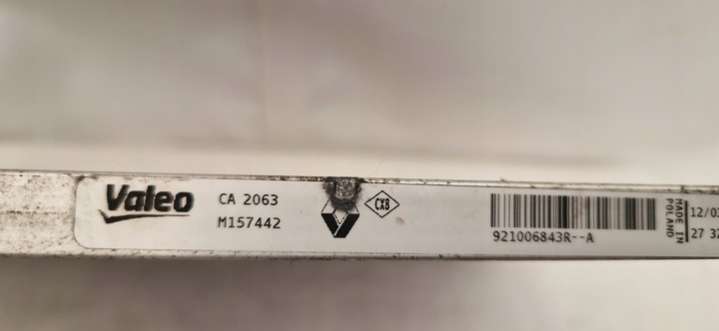 Valeo
CA 2063
M157442
CX8
921006843R--A
MADE IN
POLAND